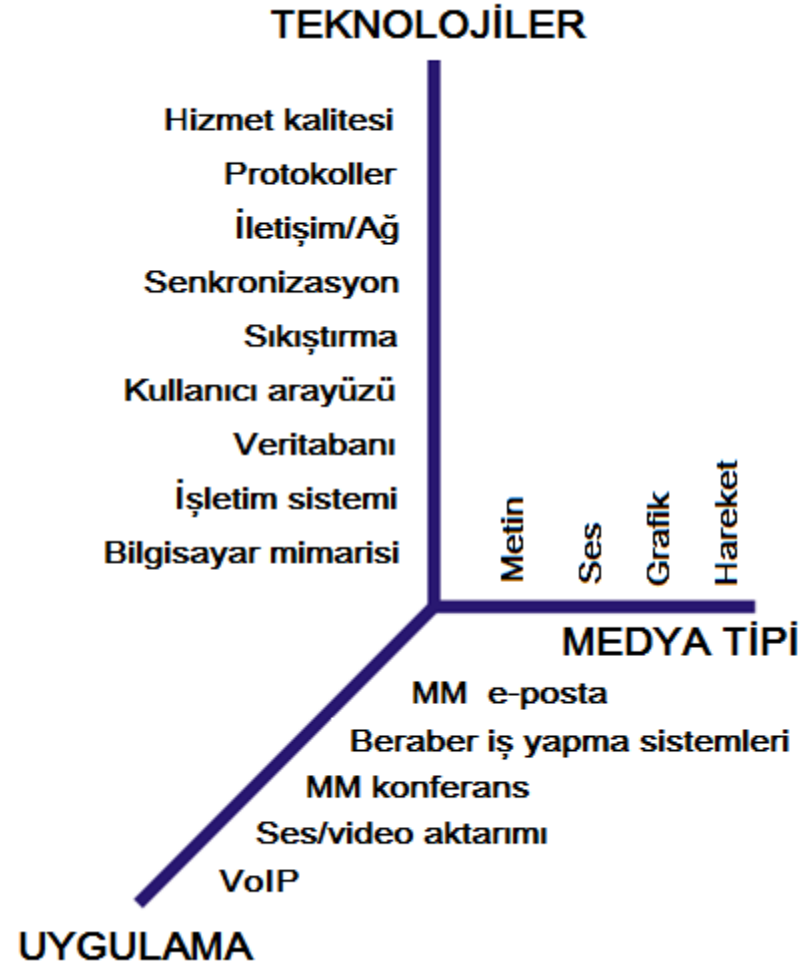 TEKNOLOJİLER
Hizmet kalitesi
Protokoller
İletişim/Ağ
Senkronizasyon
Sıkıştırma
Kullanıcı arayüzü
Veritabanı
İşletim sistemi
Bilgisayar mimarisi
Metin
Ses
Grafik
Hareket
MEDYA TİPİ
MM e-posta
Beraber iş yapma sistemleri
MM konferans
Ses/video aktarımı
VoIP
UYGULAMA